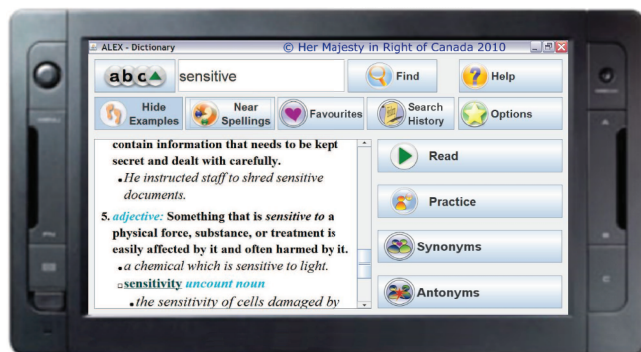 ALEX - Dictionary
© Her Majesty in Right of Canada 2010
abc
sensitive
Find
Help
Hide
Examples
Near
Spellings
Favourites
Search
History
Options
contain information that needs to be kept
secret and dealt with carefully.
He instructed staff to shred sensitive
documents.
5. adjective: Something that is sensitive to a
physical force, substance, or treatment is
easily affected by it and often harmed by it.
a chemical which is sensitive to light.
sensitivity uncount noun
the sensitivity of cells damaged by
Read
Practice
Synonyms
Antonyms